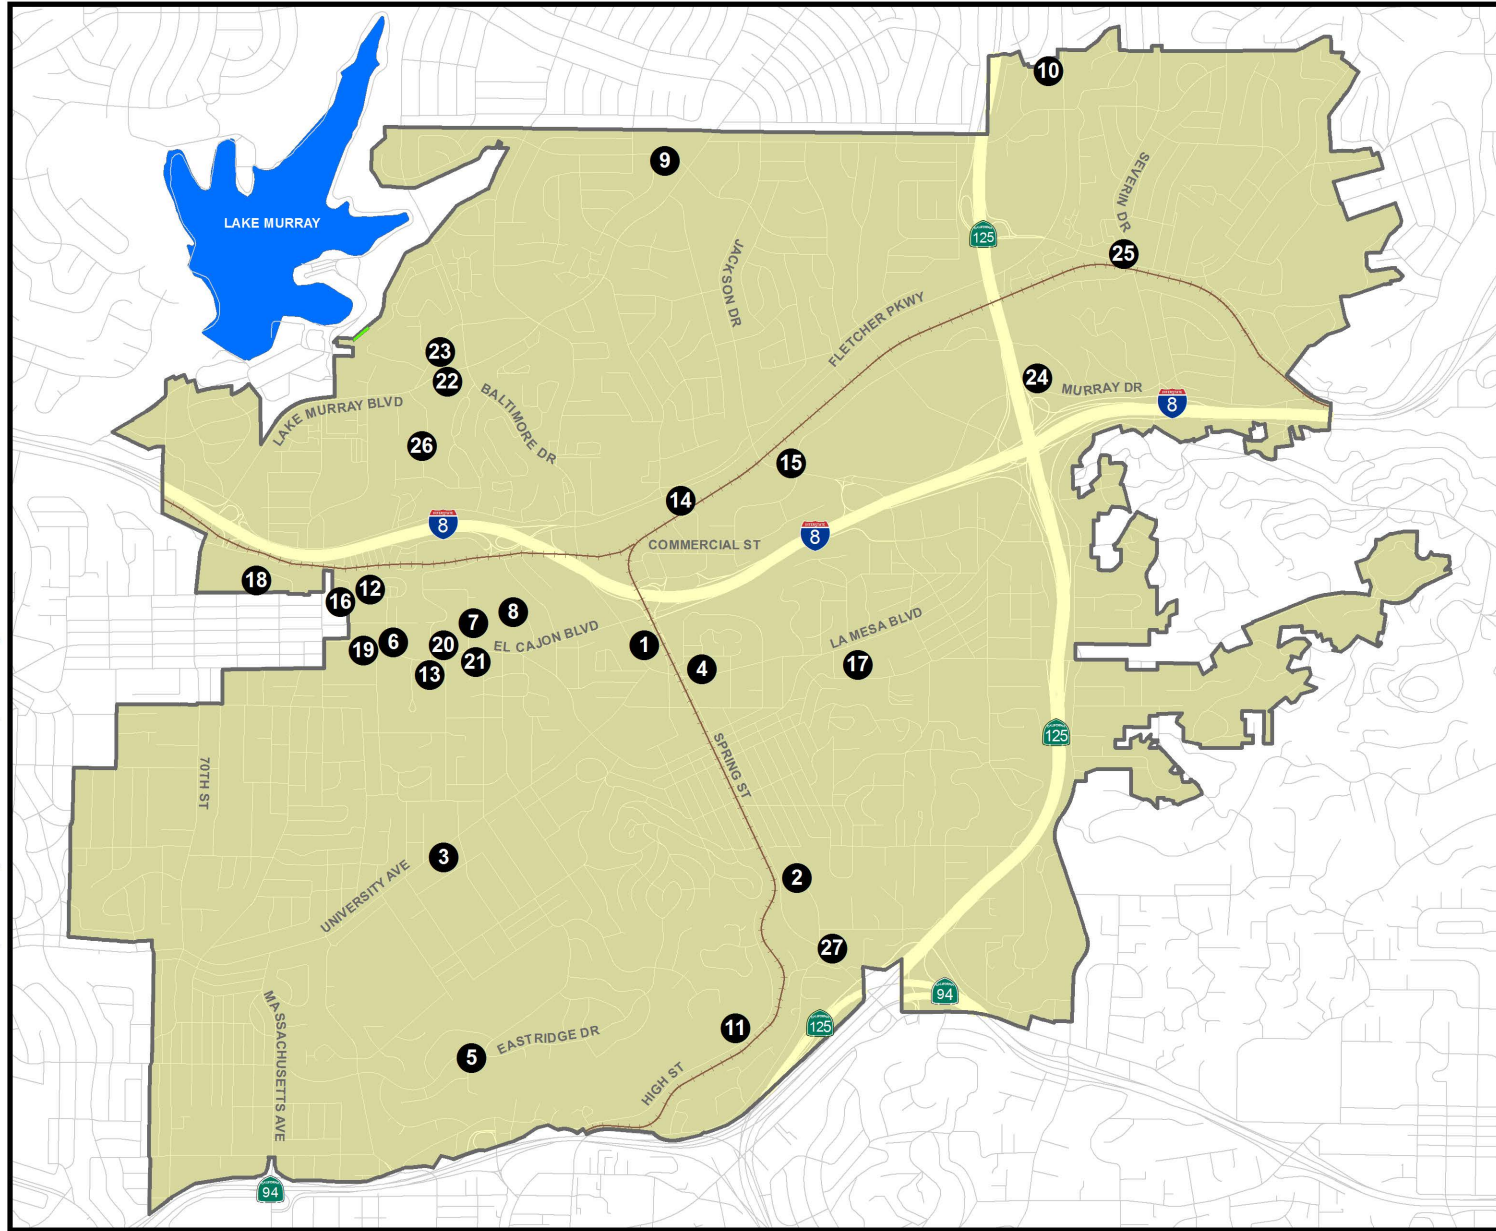 10
9
SEVERIN DR
LAKE MURRAY
125
25
JACKSON DR
FLETCHER PKWY
23
22
24
MURRAY DR
8
LAKE MURRAY BLVD
BALTIMORE DR
26
15
14
8
8
COMMERCIAL ST
18
12
16
8
7
EL CAJON BLVD
LA MESA BLVD
6
19
20
21
13
1
4
17
125
SPRING ST
70TH ST
3
2
UNIVERSITY AVE
27
94
MASSACHUSETTS AVE
125
11
EASTRIDGE DR
5
HIGH ST
94